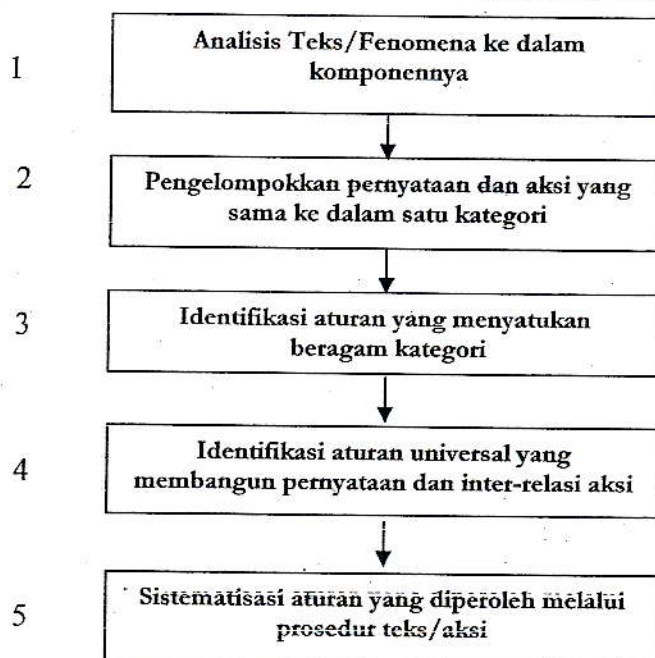 1
Analisis Teks/Fenomena ke dalam
komponennya
2
Pengelompokkan pernyataan dan aksi yang
sama ke dalam satu kategori
3
Identifikasi aturan yang menyatukan
beragam kategori
4
Identifikasi aturan universal yang
membangun pernyataan dan inter-relasi aksi
5
Sistematisasi aturan yang diperoleh melalui
prosedur teks/aksi